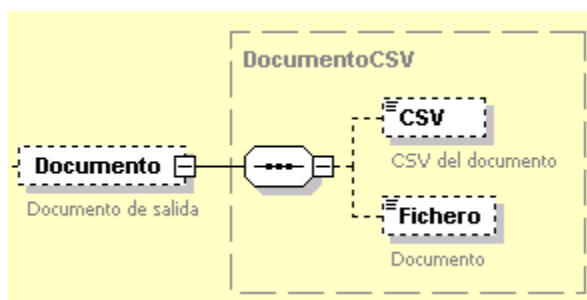 DocumentoCSV
CSV
CSV del documento
Documento
Documento de salida
Fichero
Documento